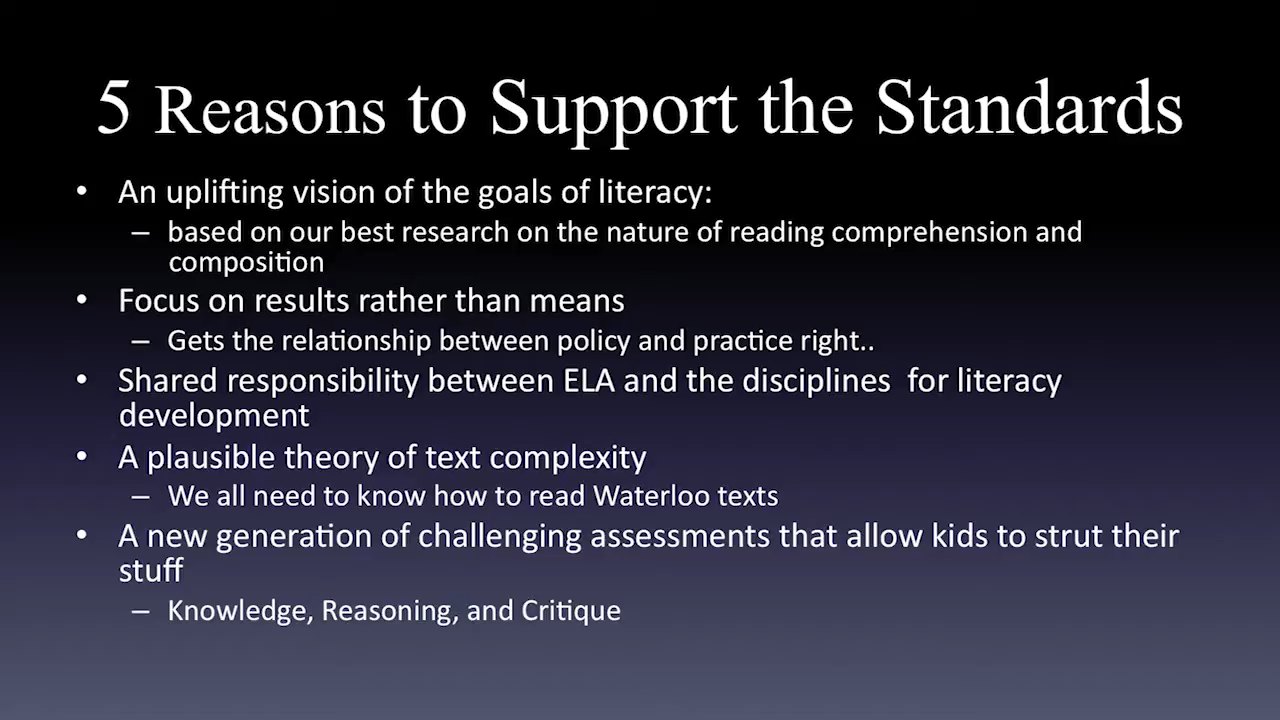 5 Reasons to Support the Standards
• An uplifting vision of the goals of literacy:
– based on our best research on the nature of reading comprehension and
composition
• Focus on results rather than means
– Gets the relationship between policy and practice right..
• Shared responsibility between ELA and the disciplines  for literacy
development
• A plausible theory of text complexity
– We all need to know how to read Waterloo texts
• A new generation of challenging assessments that allow kids to strut their
stuff
– Knowledge, Reasoning, and Critique